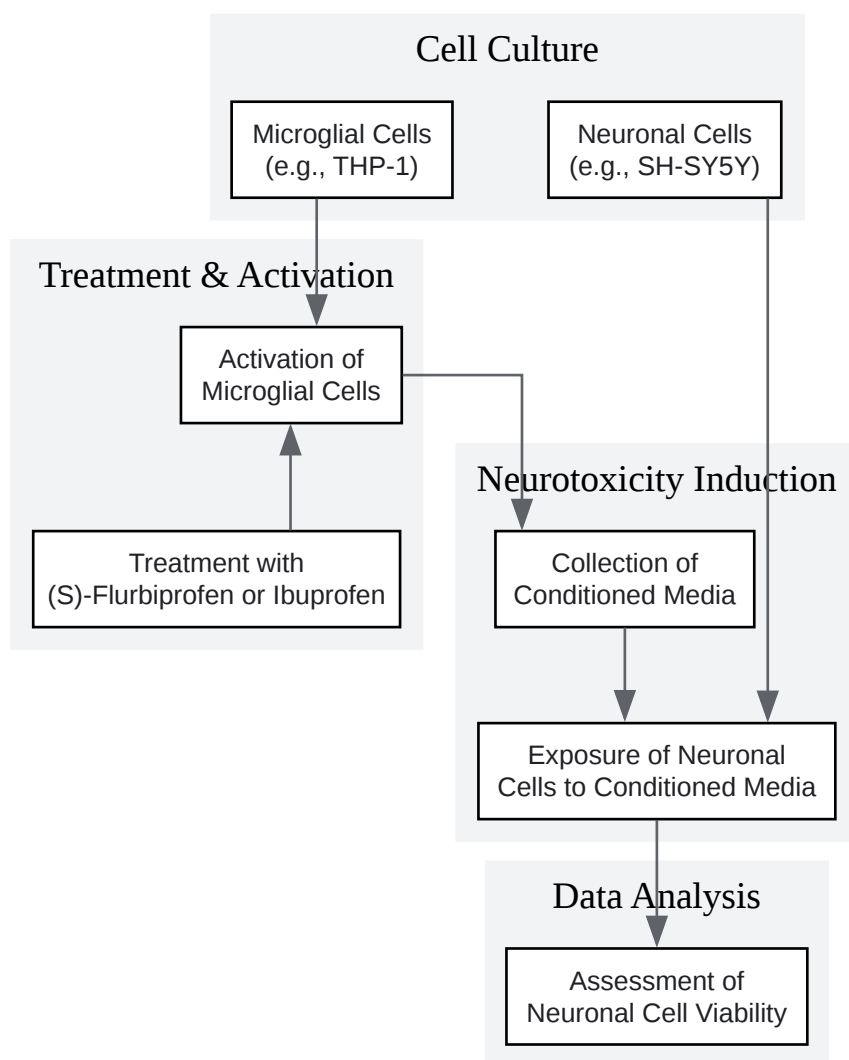 Cell Culture
Microglial Cells
(e.g., THP-1)
Neuronal Cells
(e.g., SH-SY5Y)
Treatment & Activation
Activation of
Microglial Cells
Treatment with
(S)-Flurbiprofen or Ibuprofen
Neurotoxicity Induction
Collection of
Conditioned Media
Exposure of Neuronal
Cells to Conditioned Media
Data Analysis
Assessment of
Neuronal Cell Viability